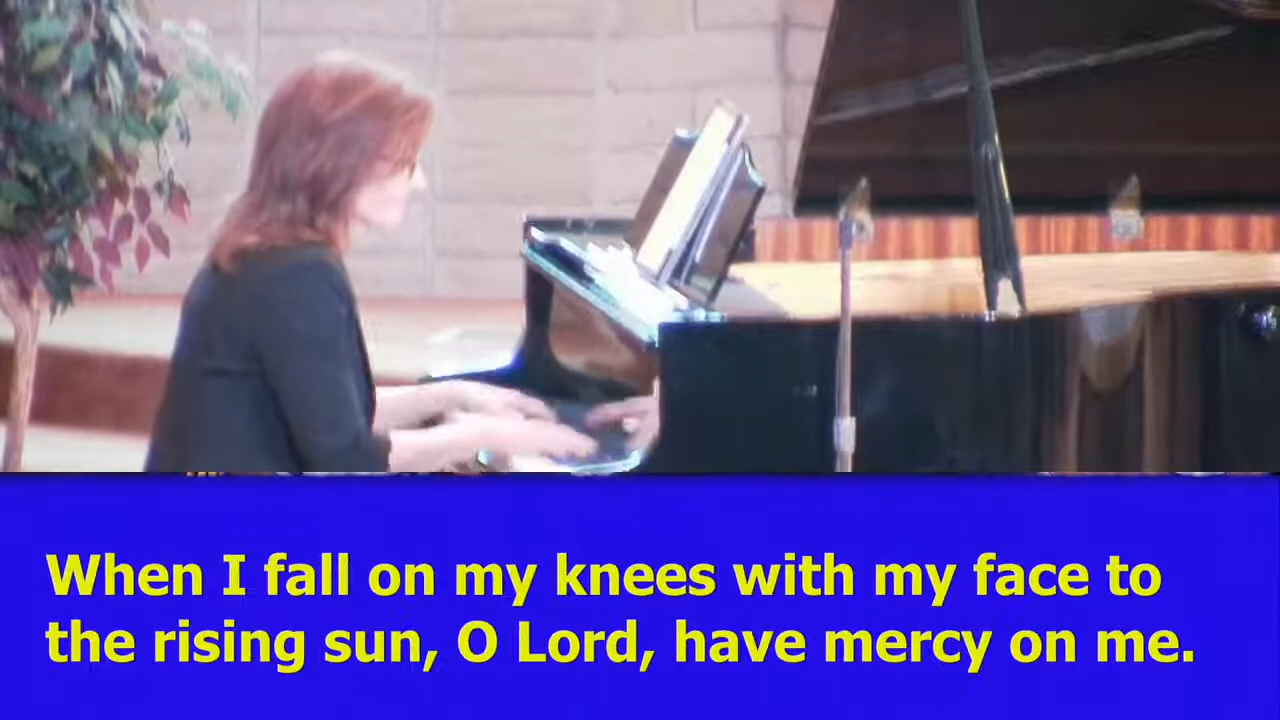 When I fall on my knees with my face to
the rising sun, O Lord, have mercy on me.